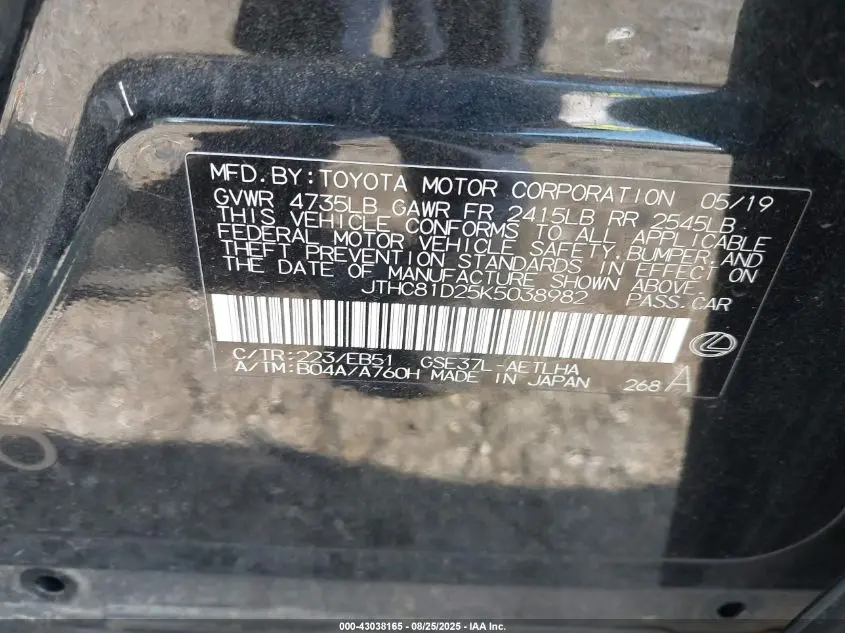 MFD. BY: TOYOTA MOTOR CORPORATION 05/19
GVWR 4735LB GAWR FR 2415LB RR 2545LB
THIS VEHICLE CONFORMS TO ALL APPLICABLE
FEDERAL MOTOR VEHICLE SAFETY, BUMPER, AND
THEFT PREVENTION STANDARDS IN EFFECT ON
THE DATE OF MANUFACTURE SHOWN ABOVE.
JTHC81D25K5038982 PASS. CAR
C/TR: 223/EB51 GSE37L-AETLHA
A/TM: B04A/A760H MADE IN JAPAN 268 A
000-43038165 - 08/25/2025 - IAA Inc.